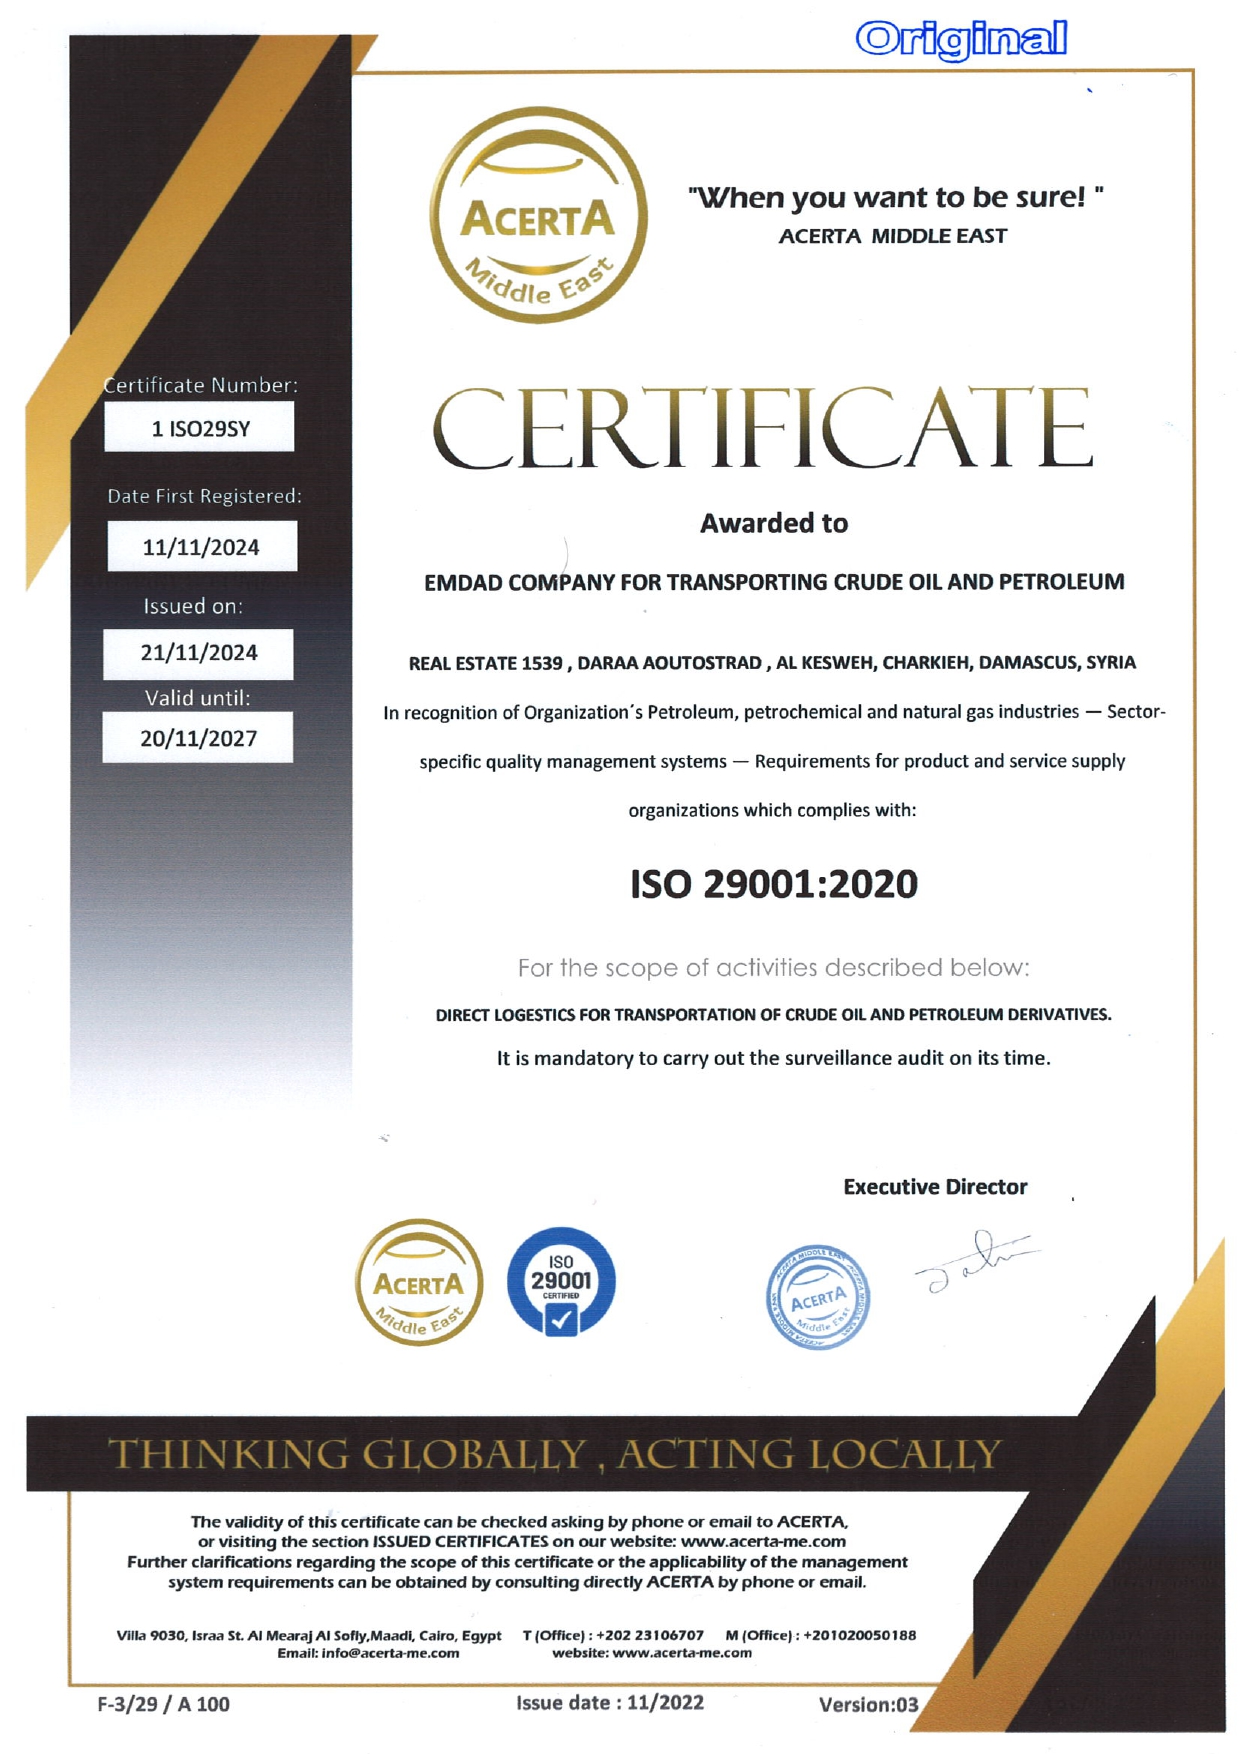 Original
ACERTA
Middle East
"When you want to be sure! "
ACERTA MIDDLE EAST
Certificate Number:
1 ISO29SY
Date First Registered:
11/11/2024
Issued on:
21/11/2024
Valid until:
20/11/2027
CERTIFICATE
Awarded to
EMDAD COMPANY FOR TRANSPORTING CRUDE OIL AND PETROLEUM
REAL ESTATE 1539 , DARAA AOUTOSTRAD , AL KESWEH, CHARKIEH, DAMASCUS, SYRIA
In recognition of Organization´s Petroleum, petrochemical and natural gas industries — Sector-
specific quality management systems — Requirements for product and service supply
organizations which complies with:
ISO 29001:2020
For the scope of activities described below:
DIRECT LOGESTICS FOR TRANSPORTATION OF CRUDE OIL AND PETROLEUM DERIVATIVES.
It is mandatory to carry out the surveillance audit on its time.
Executive Director
ACERTA
Middle East
ISO
29001
CERTIFIED
ACERTA MIDDLE EAST
ACERTA
Middle East
THINKING GLOBALLY , ACTING LOCALLY
The validity of this certificate can be checked asking by phone or email to ACERTA,
or visiting the section ISSUED CERTIFICATES on our website: www.acerta-me.com
Further clarifications regarding the scope of this certificate or the applicability of the management
system requirements can be obtained by consulting directly ACERTA by phone or email.
Villa 9030, Israa St. Al Mearaj Al Sofly,Maadi, Cairo, Egypt T (Office) : +202 23106707 M (Office) : +201020050188
Email: info@acerta-me.com website: www.acerta-me.com
F-3/29 / A 100 Issue date : 11/2022 Version:03